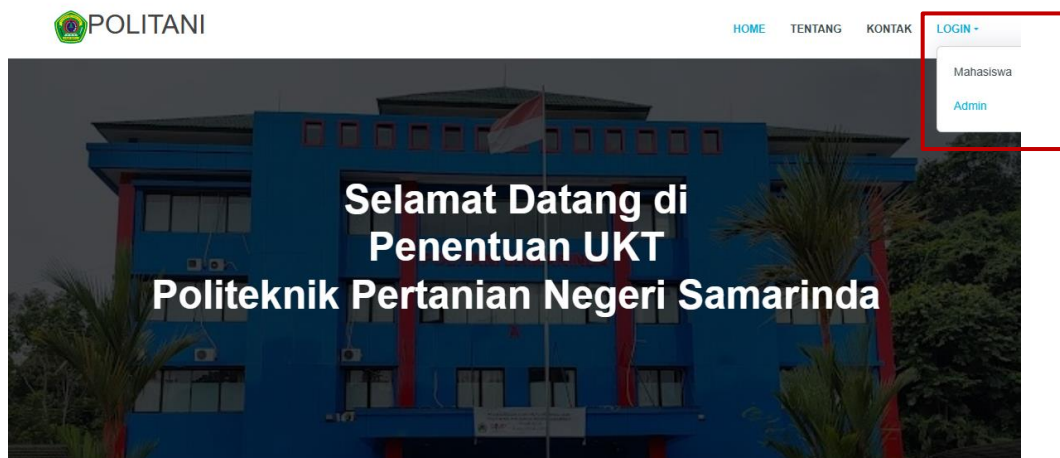 POLITANI
HOME TENTANG KONTAK LOGIN
Mahasiswa
Admin
Selamat Datang di
Penentuan UKT
Politeknik Pertanian Negeri Samarinda